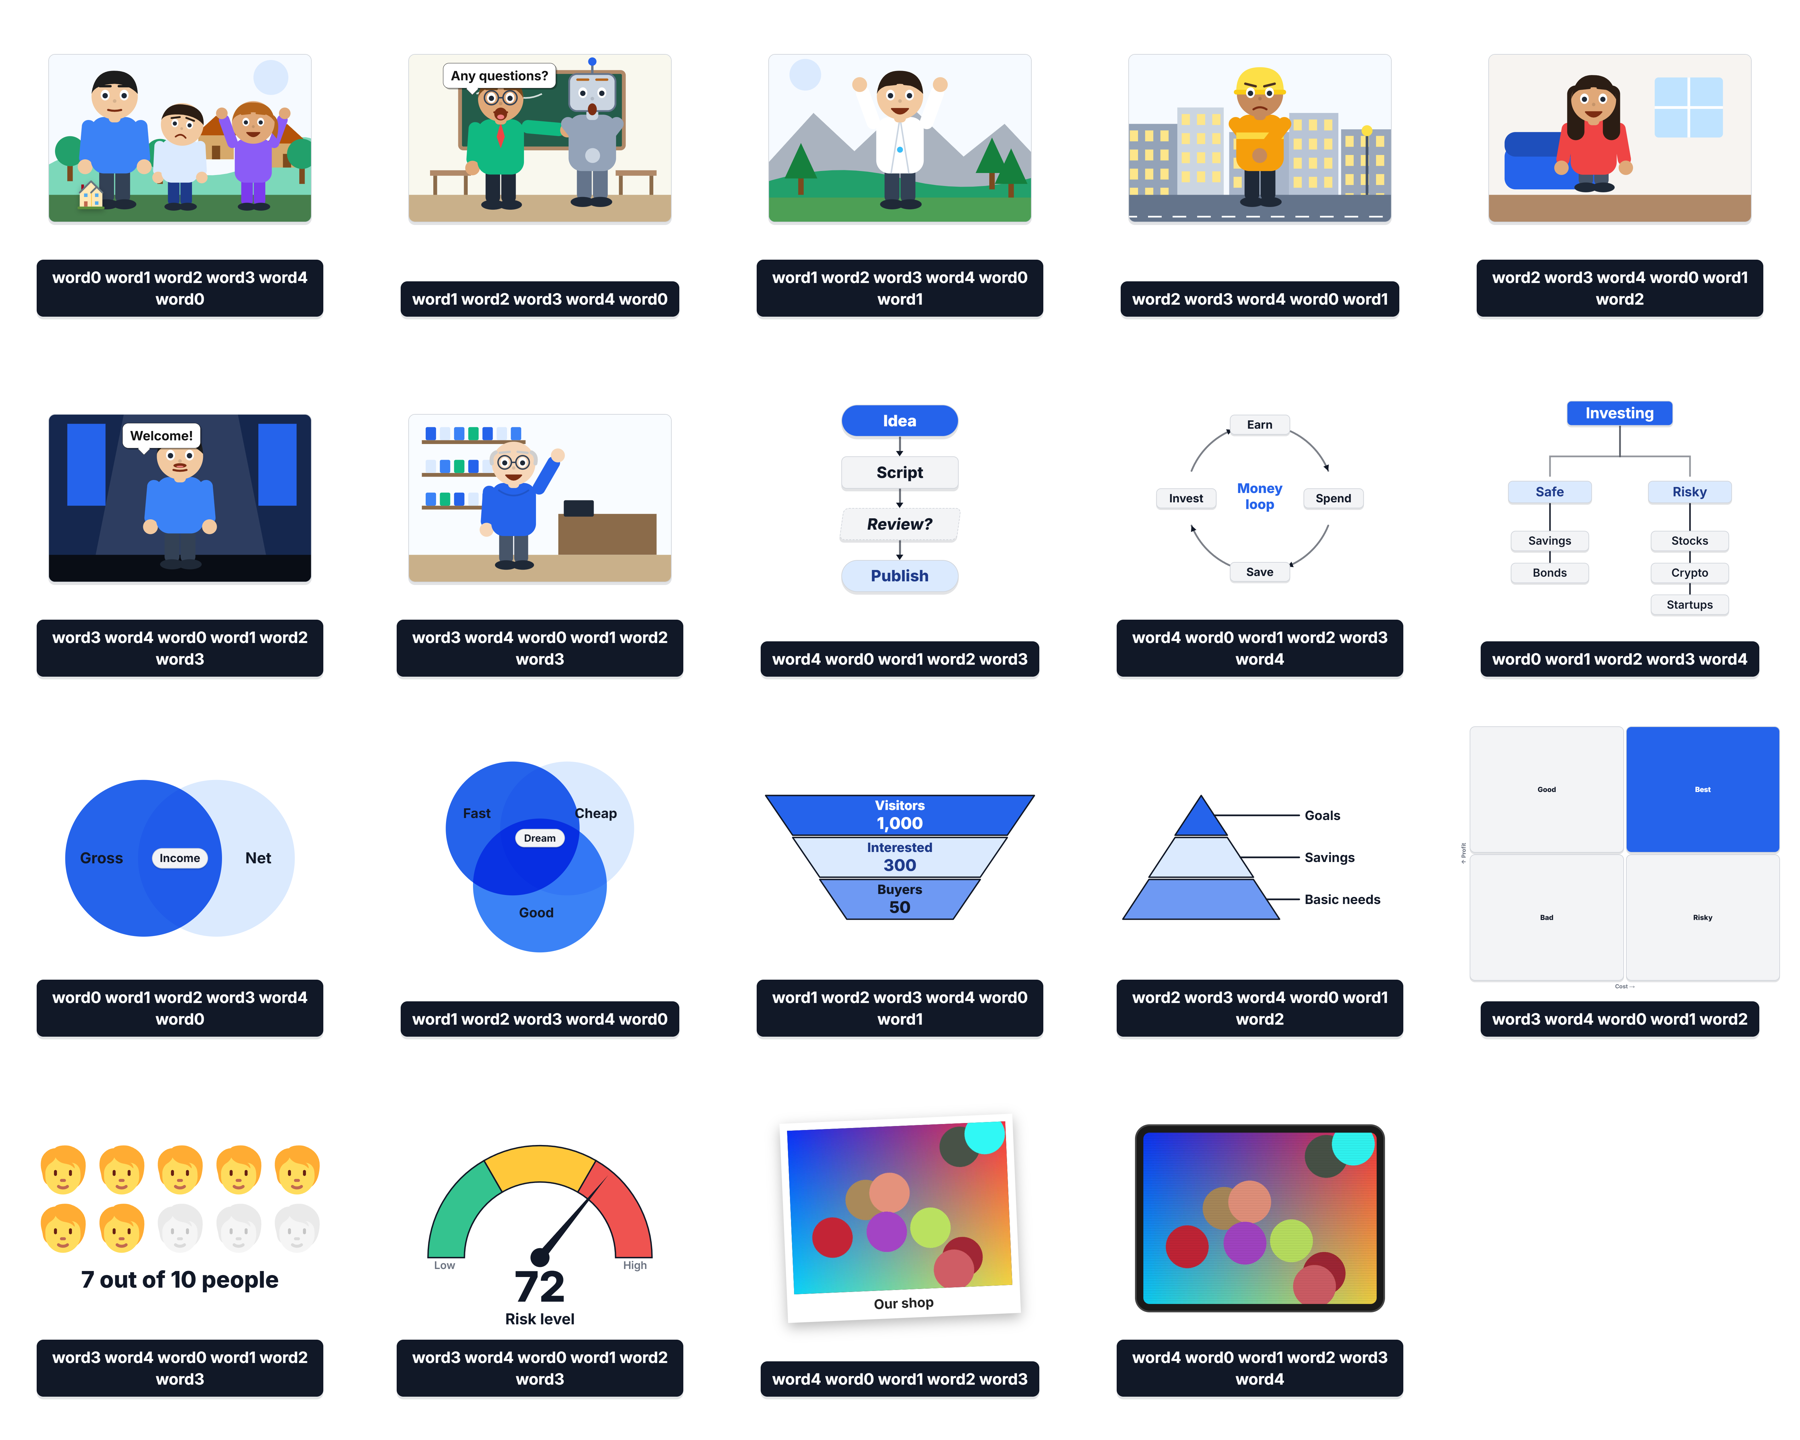 Any questions?
word0 word1 word2 word3 word4
word0
word1 word2 word3 word4 word0
word1 word2 word3 word4 word0
word1
word2 word3 word4 word0 word1
word2 word3 word4 word0 word1
word2
Welcome!
word3 word4 word0 word1 word2
word3
word3 word4 word0 word1 word2
word3
Idea
Script
Review?
Publish
word4 word0 word1 word2 word3
Earn
Invest
Money
loop
Spend
Save
word4 word0 word1 word2 word3
word4
Investing
Safe
Risky
Savings
Stocks
Bonds
Crypto
Startups
word0 word1 word2 word3 word4
Gross
Income
Net
word0 word1 word2 word3 word4
word0
Fast
Cheap
Dream
Good
word1 word2 word3 word4 word0
Visitors
1,000
Interested
300
Buyers
50
word1 word2 word3 word4 word0
word1
Goals
Savings
Basic needs
word2 word3 word4 word0 word1
word2
Good
Best
↑ Profit
Bad
Risky
Cost →
word3 word4 word0 word1 word2
7 out of 10 people
word3 word4 word0 word1 word2
word3
Low
High
72
Risk level
word3 word4 word0 word1 word2
word3
Our shop
word4 word0 word1 word2 word3
word4 word0 word1 word2 word3
word4